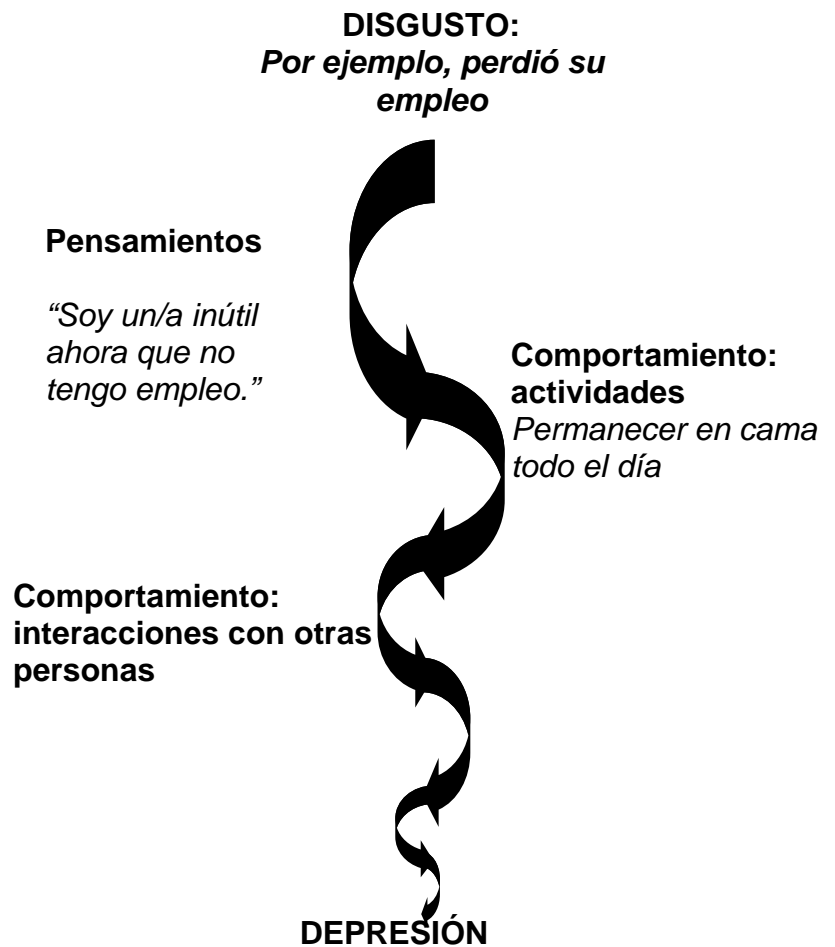 DISGUSTO:
Por ejemplo, perdió su
empleo
Pensamientos
“Soy un/a inútil
ahora que no
tengo empleo.”
Comportamiento:
actividades
Permanecer en cama
todo el día
Comportamiento:
interacciones con otras
personas
DEPRESIÓN